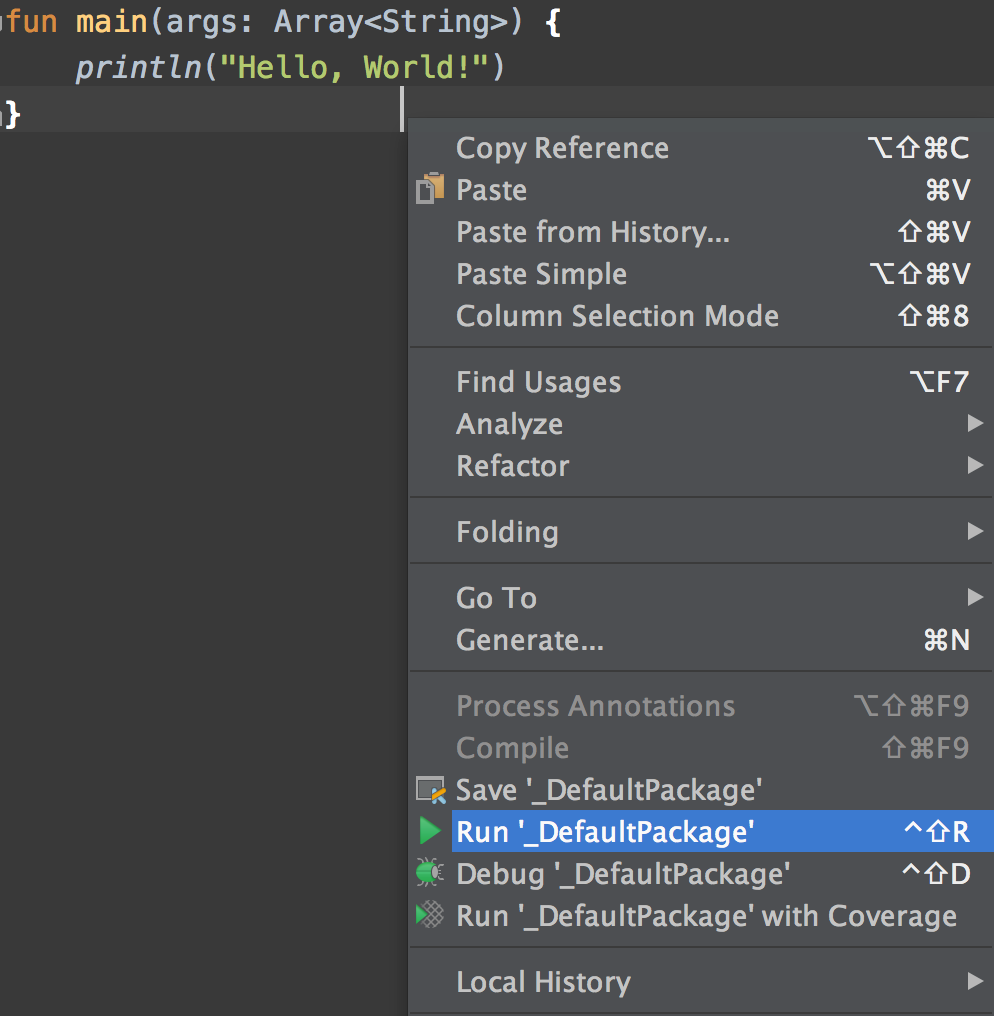 fun main(args: Array<String>) {
println("Hello, World!")
}
Copy Reference ⌥⇧⌘C
Paste ⌘V
Paste from History... ⇧⌘V
Paste Simple ⌥⇧⌘V
Column Selection Mode ⇧⌘8
Find Usages ⌥F7
Analyze
Refactor
Folding
Go To
Generate... ⌘N
Process Annotations ⌥⇧⌘F9
Compile ⇧⌘F9
Save '_DefaultPackage'
Run '_DefaultPackage' ^⇧R
Debug '_DefaultPackage' ^⇧D
Run '_DefaultPackage' with Coverage
Local History